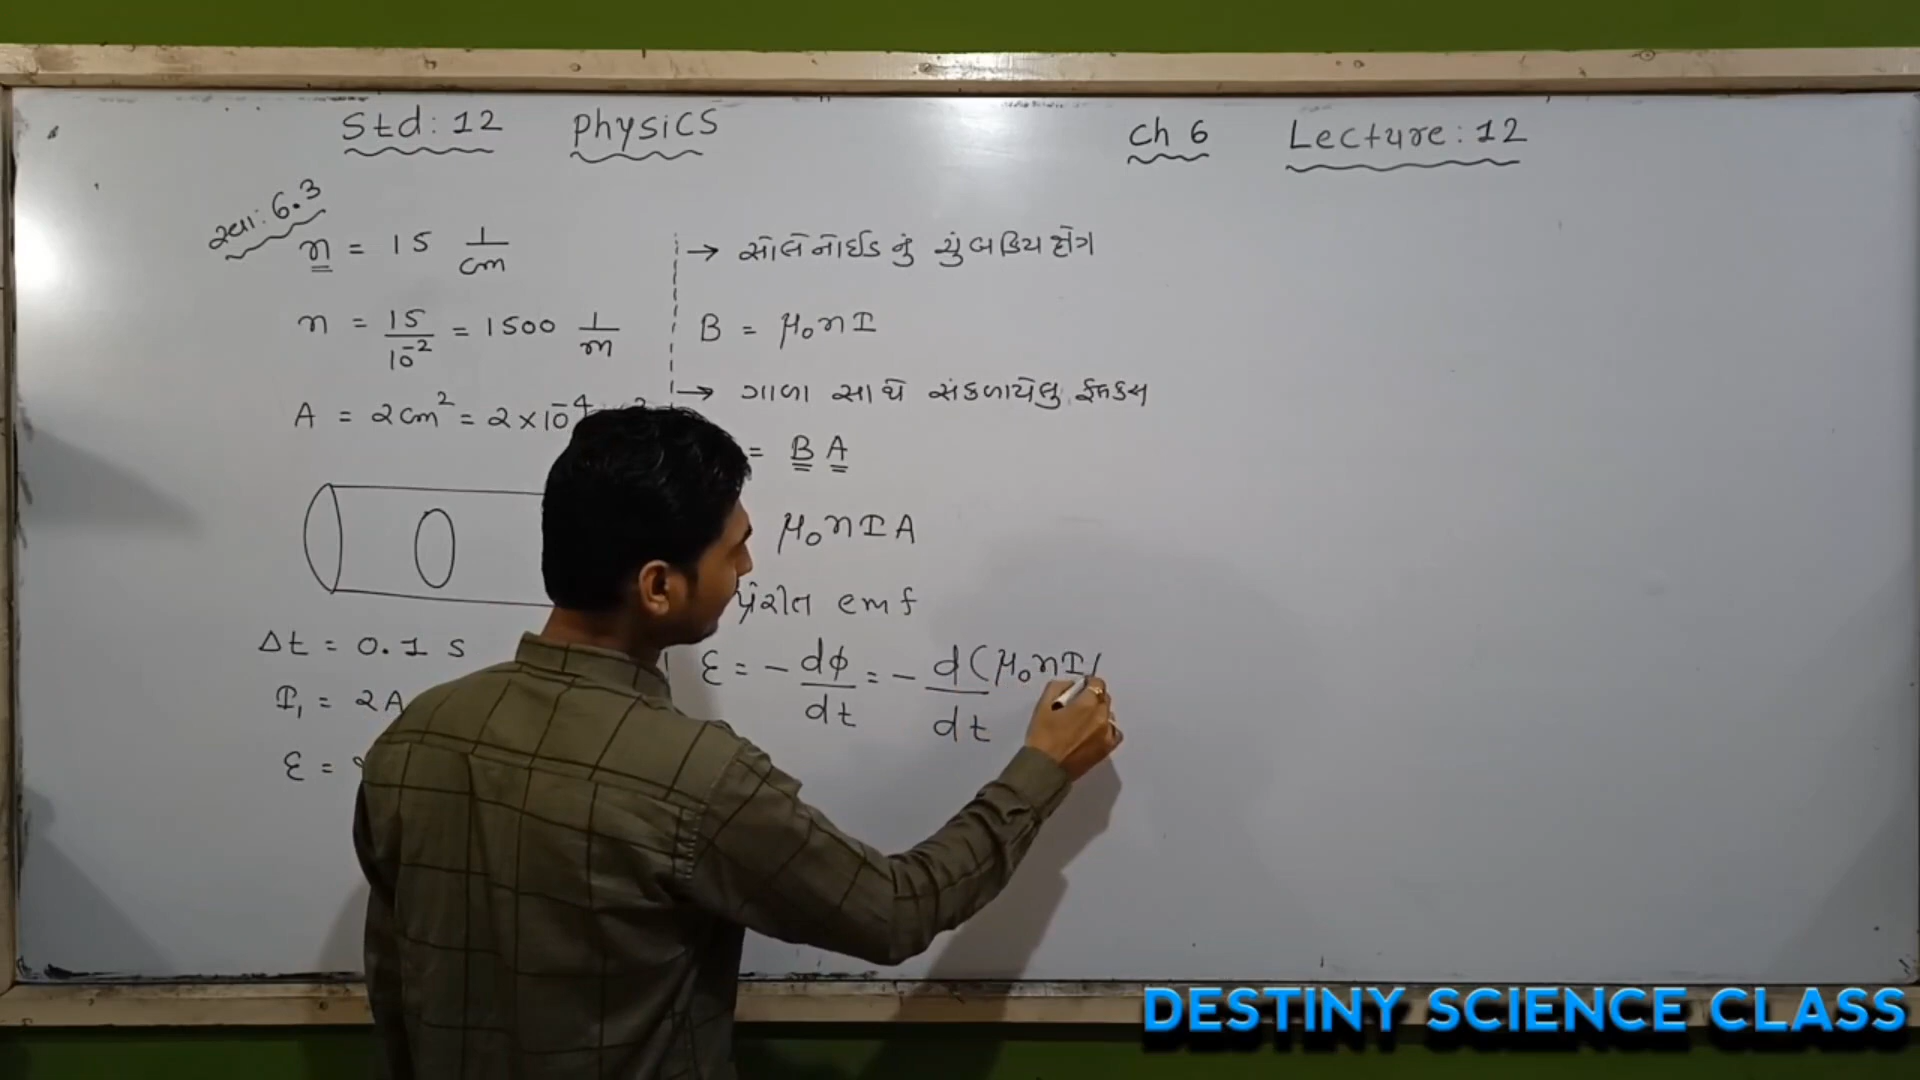 Std: 12 Physics Ch 6 Lecture: 12
સ્વા: 6.3
n = 15 1/cm
n = 15/10⁻² = 1500 1/m
A = 2cm² = 2 × 10⁻⁴
Δt = 0.1 s
I₁ = 2A
ε =
→ સોલેનોઈડ નું ચુંબકિય ક્ષેત્ર
B = μ₀nI
→ ગાળા સાથે સંકળાયેલુ ફ્લક્સ
= BA
μ₀nIA
પ્રેરીત emf
ε = - dϕ/dt = - d(μ₀nI/dt
DESTINY SCIENCE CLASS